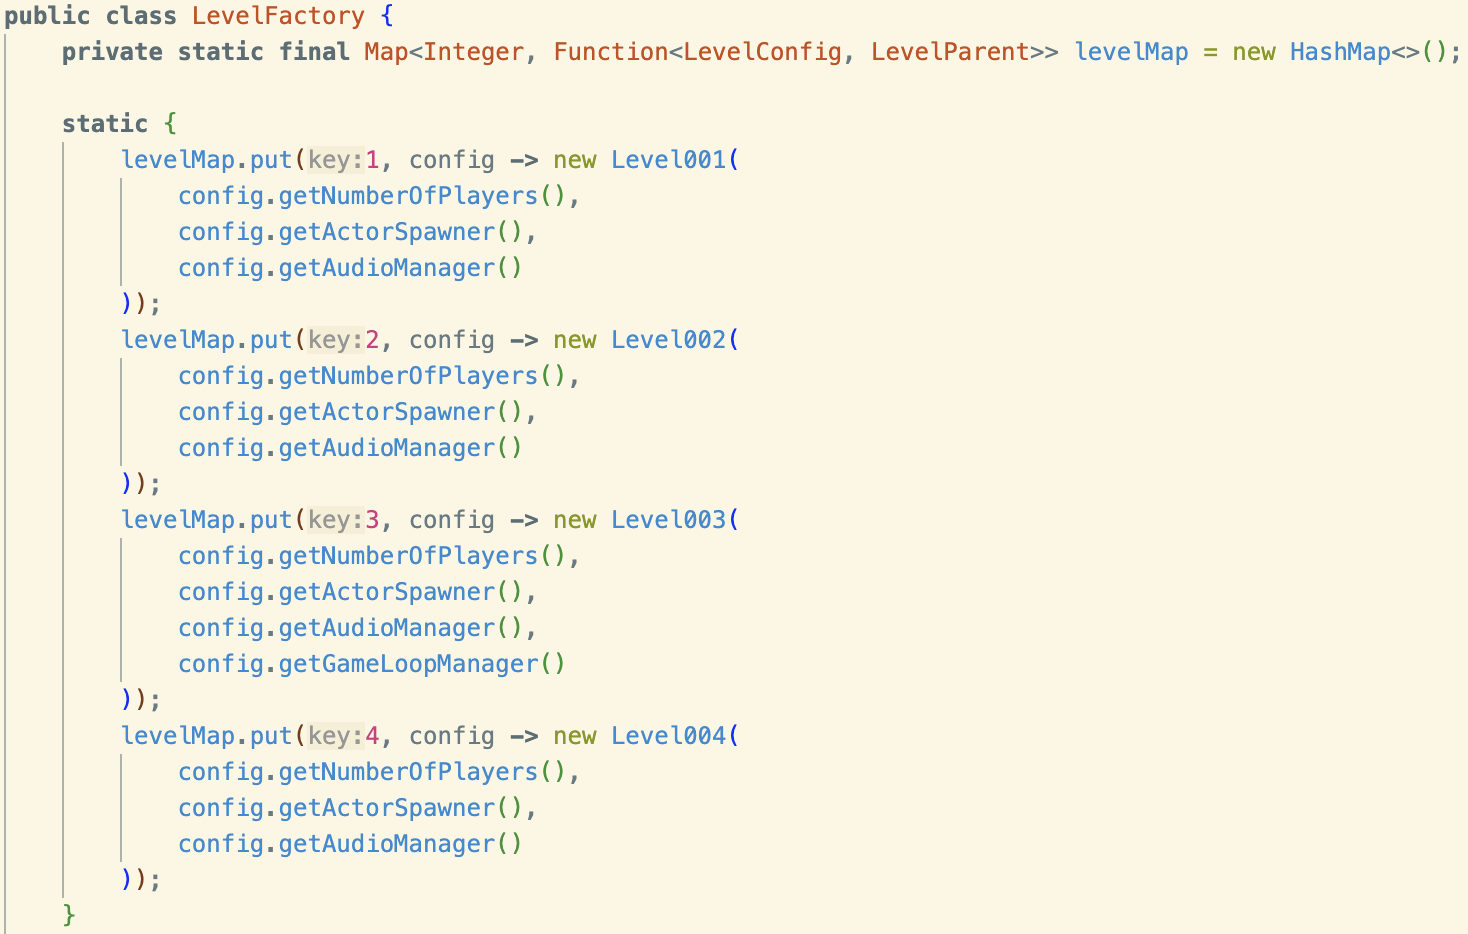 public class LevelFactory {
    private static final Map<Integer, Function<LevelConfig, LevelParent>> levelMap = new HashMap<>();

    static {
        levelMap.put(key:1, config -> new Level001(
            config.getNumberOfPlayers(),
            config.getActorSpawner(),
            config.getAudioManager()
        ));
        levelMap.put(key:2, config -> new Level002(
            config.getNumberOfPlayers(),
            config.getActorSpawner(),
            config.getAudioManager()
        ));
        levelMap.put(key:3, config -> new Level003(
            config.getNumberOfPlayers(),
            config.getActorSpawner(),
            config.getAudioManager(),
            config.getGameLoopManager()
        ));
        levelMap.put(key:4, config -> new Level004(
            config.getNumberOfPlayers(),
            config.getActorSpawner(),
            config.getAudioManager()
        ));
    }